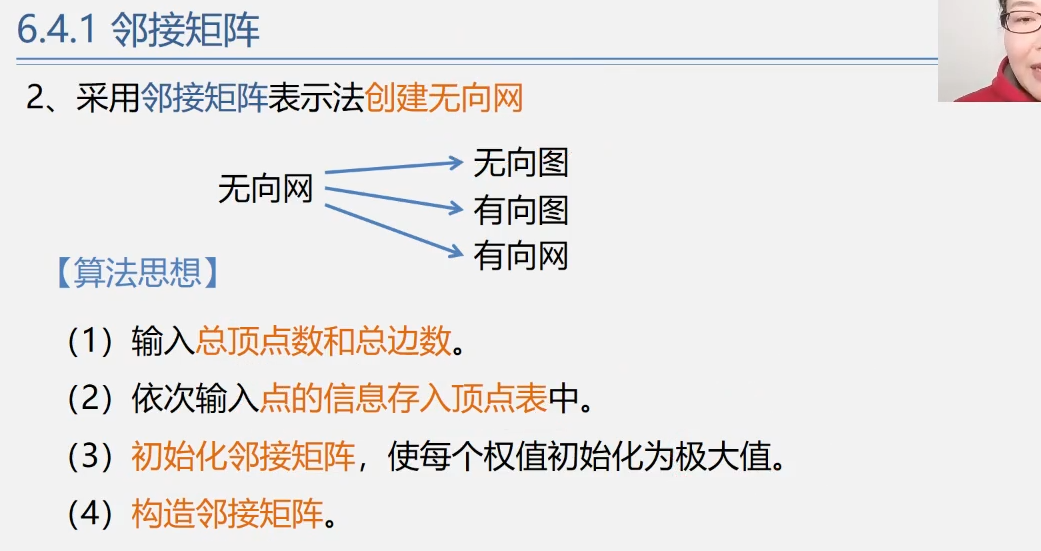 6.4.1 邻接矩阵
2、采用邻接矩阵表示法创建无向网
无向网
无向图
有向图
有向网
【算法思想】
（1）输入总顶点数和总边数。
（2）依次输入点的信息存入顶点表中。
（3）初始化邻接矩阵，使每个权值初始化为极大值。
（4）构造邻接矩阵。